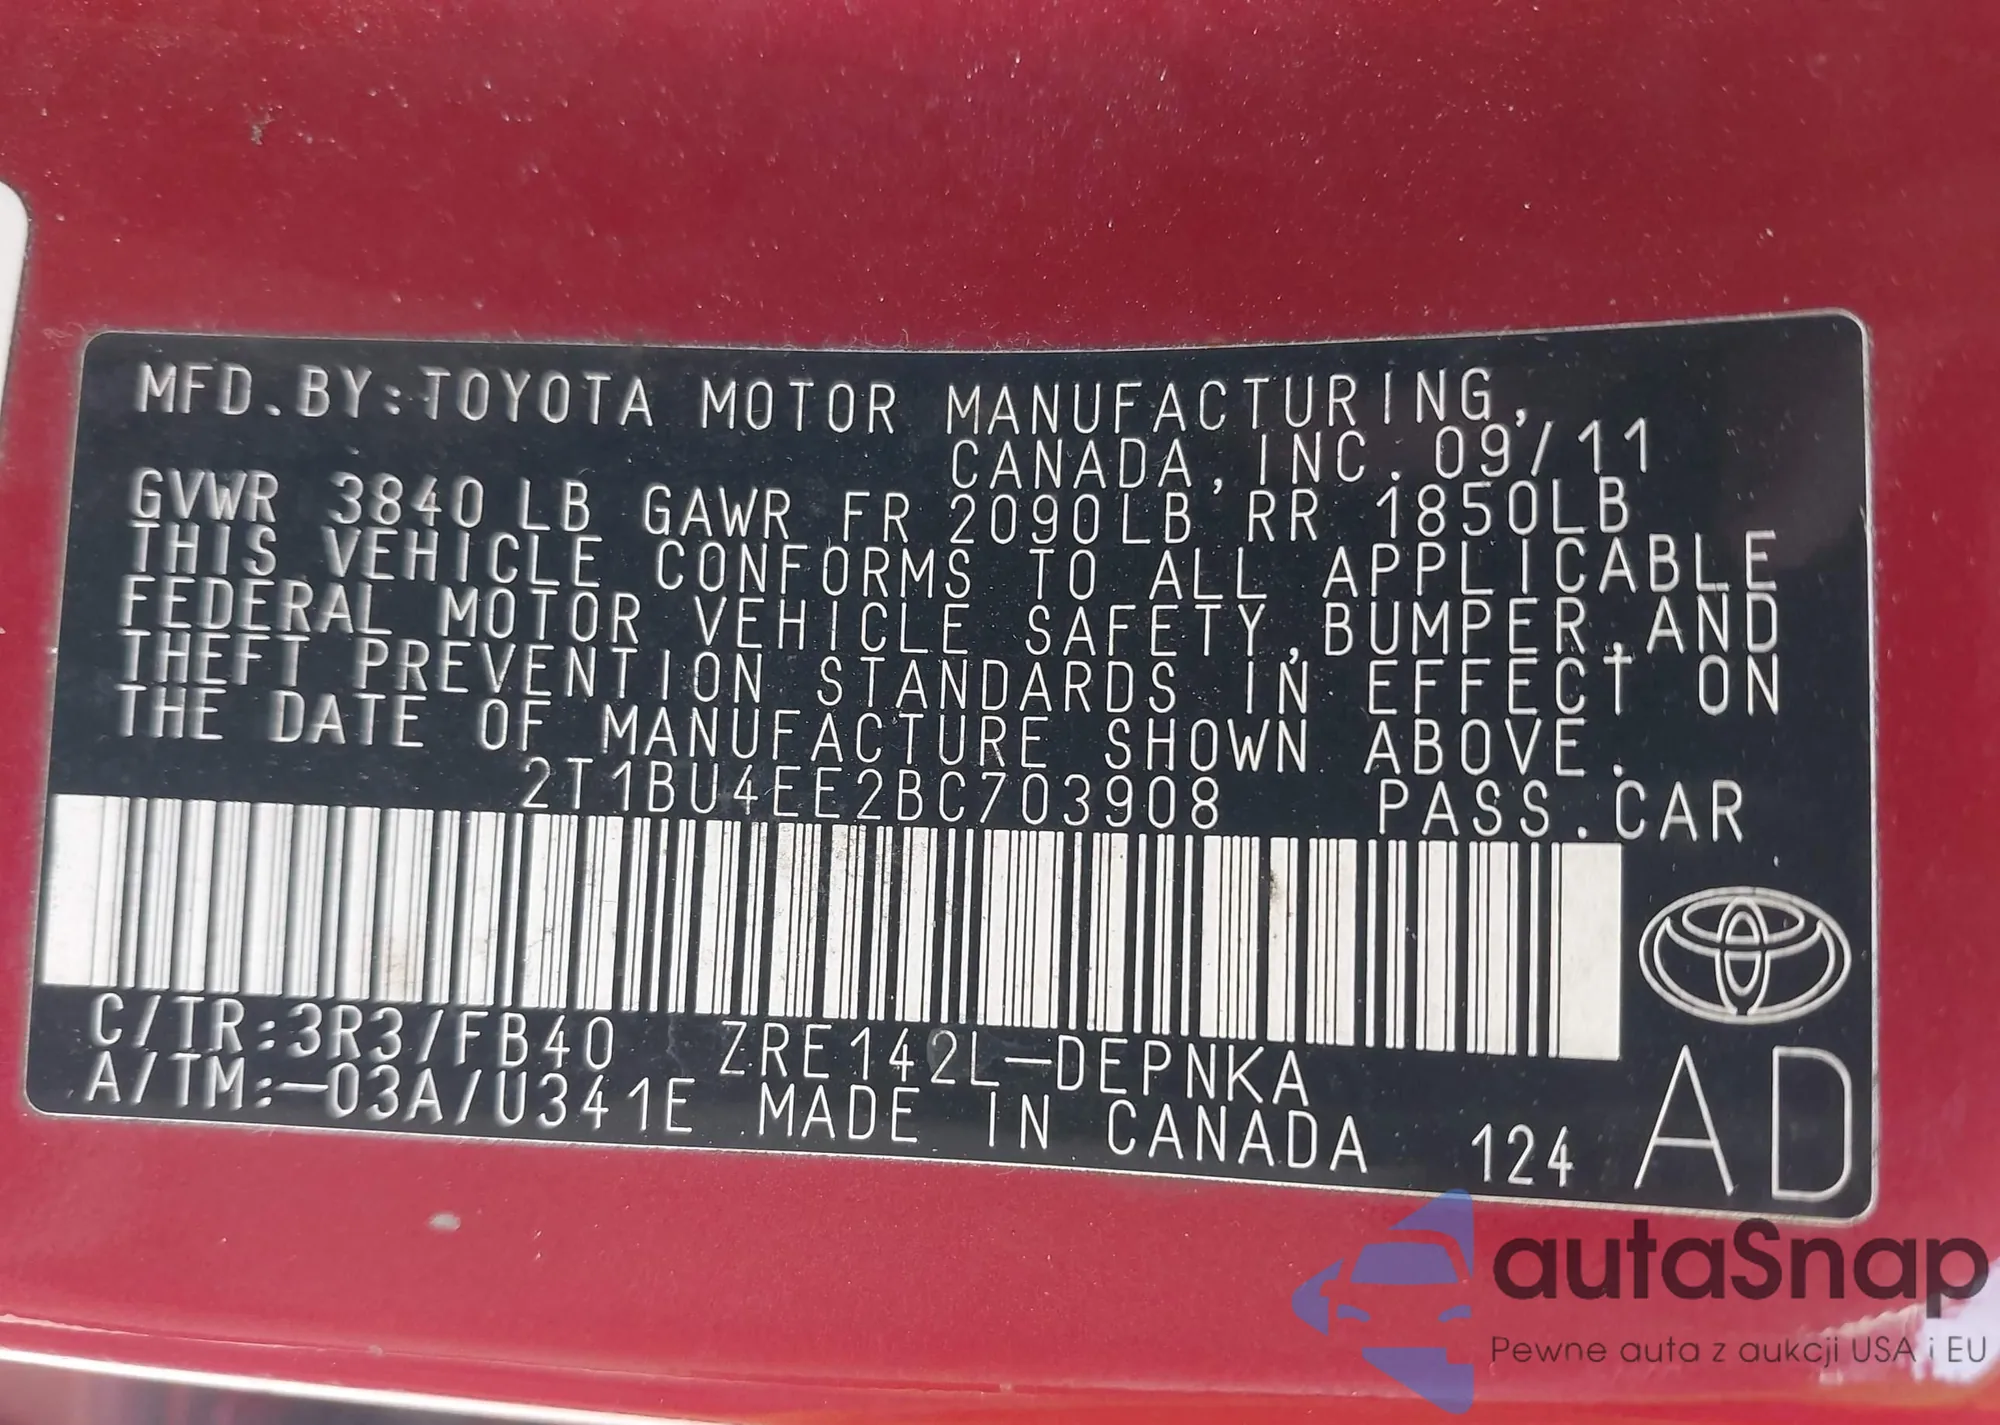 MFD.BY:TOYOTA MOTOR MANUFACTURING,
CANADA,INC. 09/11
GVWR 3840LB GAWR FR 2090LB RR 1850LB
THIS VEHICLE CONFORMS TO ALL APPLICABLE
FEDERAL MOTOR VEHICLE SAFETY,BUMPER,AND
THEFT PREVENTION STANDARDS IN EFFECT ON
THE DATE OF MANUFACTURE SHOWN ABOVE.
2T1BU4EE2BC703908 PASS.CAR
C/TR:3R3/FB40 ZRE142L-DEPNKA
A/TM:-03A/U341E MADE IN CANADA 124 AD
autaSnap
Pewne auta z aukcji USA i EU